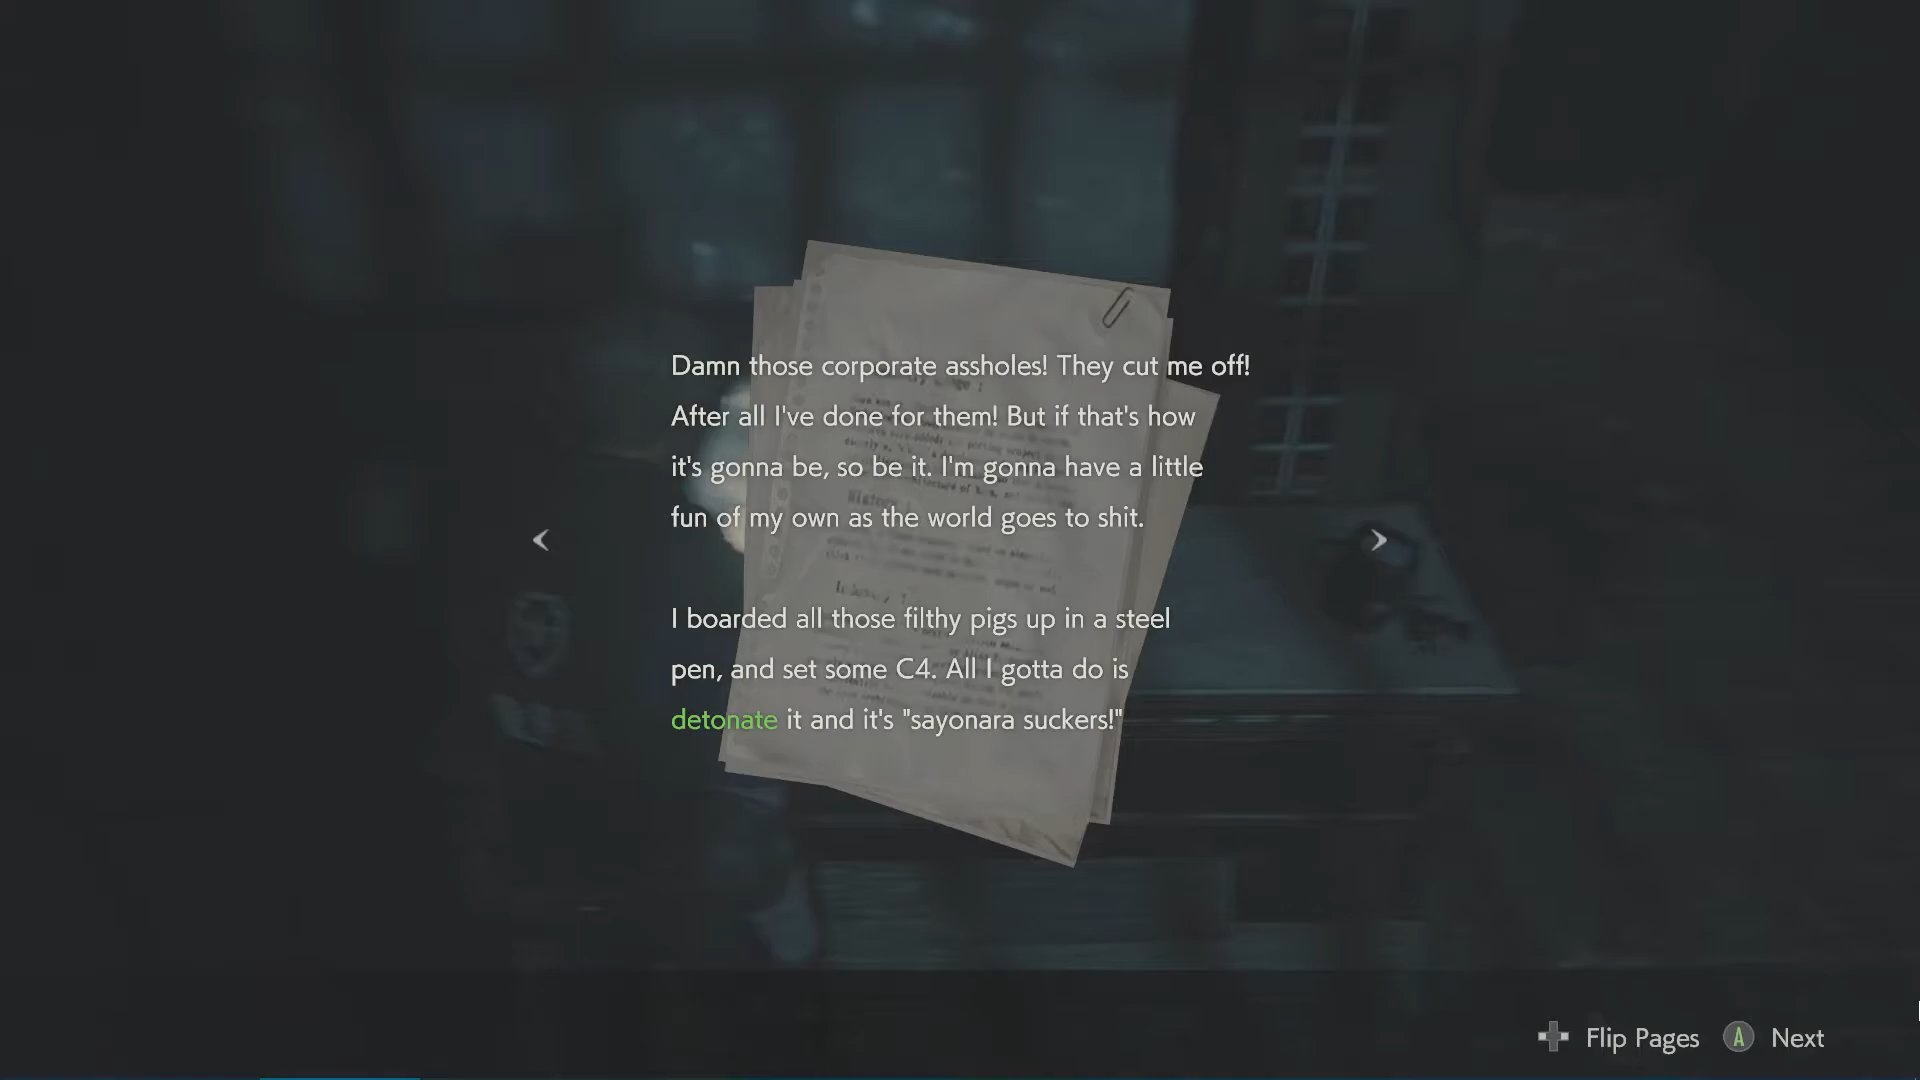 Damn those corporate assholes! They cut me off!
After all I've done for them! But if that's how
it's gonna be, so be it. I'm gonna have a little
fun of my own as the world goes to shit.
I boarded all those filthy pigs up in a steel
pen, and set some C4. All I gotta do is
detonate it and it's "sayonara suckers!"
Flip Pages A Next